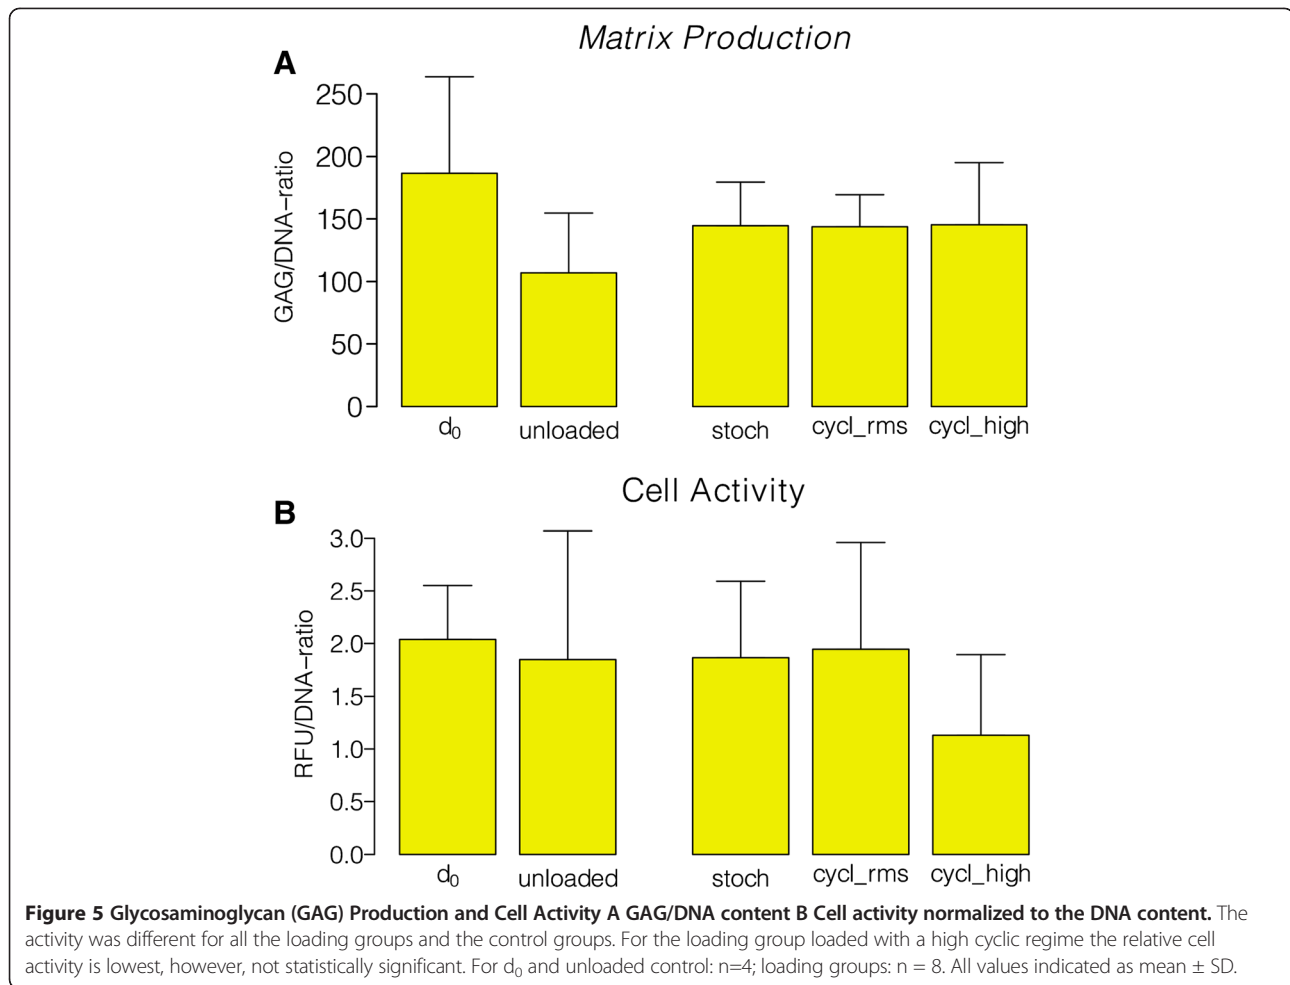 Matrix Production
A
250
200
150
100
50
0
GAG/DNA–ratio
d0 unloaded stoch cycl_rms cycl_high
Cell Activity
B
3.0
2.5
2.0
1.5
1.0
0.5
0.0
RFU/DNA–ratio
d0 unloaded stoch cycl_rms cycl_high
Figure 5 Glycosaminoglycan (GAG) Production and Cell Activity A GAG/DNA content B Cell activity normalized to the DNA content. The
activity was different for all the loading groups and the control groups. For the loading group loaded with a high cyclic regime the relative cell
activity is lowest, however, not statistically significant. For d0 and unloaded control: n=4; loading groups: n = 8. All values indicated as mean ± SD.